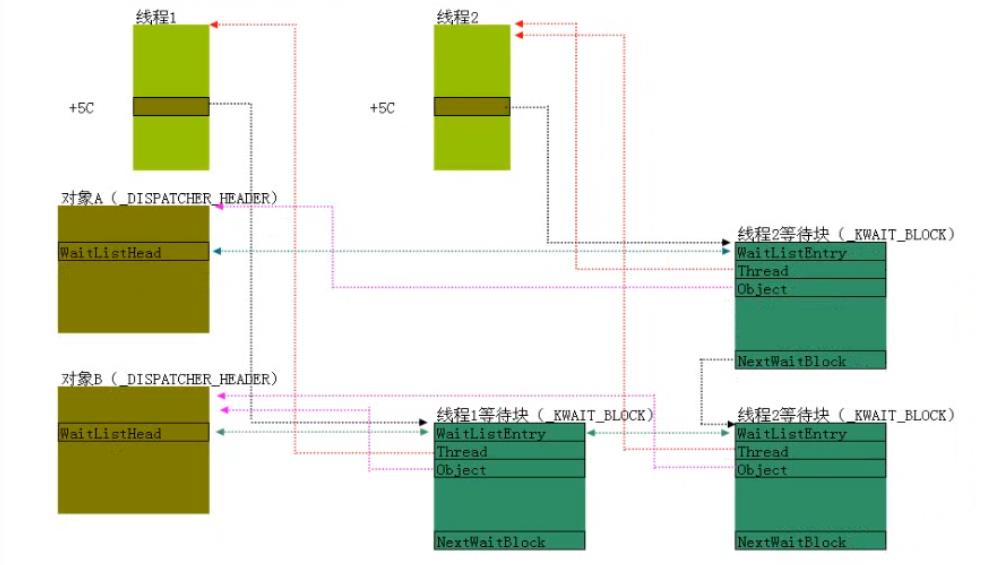 线程1
线程2
+5C
+5C
对象A（_DISPATCHER_HEADER）
WaitListHead
线程2等待块（_KWAIT_BLOCK）
WaitListEntry
Thread
Object
NextWaitBlock
对象B（_DISPATCHER_HEADER）
WaitListHead
线程1等待块（_KWAIT_BLOCK）
WaitListEntry
Thread
Object
NextWaitBlock
线程2等待块（_KWAIT_BLOCK）
WaitListEntry
Thread
Object
NextWaitBlock